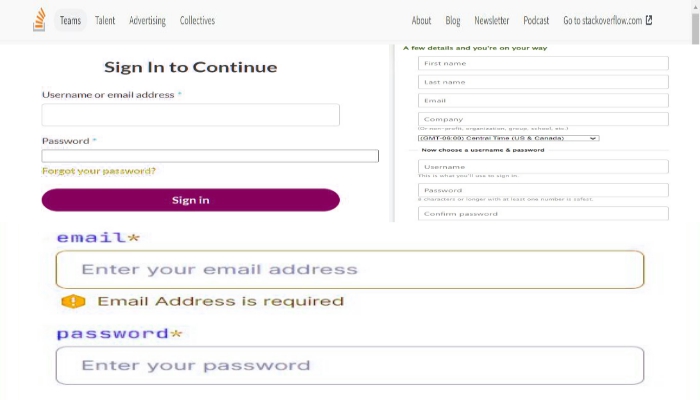 Teams Talent Advertising Collectives About Blog Newsletter Podcast Go to stackoverflow.com
Sign In to Continue
Username or email address *
Password *
Forgot your password?
Sign in
A few details and you're on your way
First name
Last name
Email
Company
(Or non-profit, organization, group, school, etc.)
(GMT-06:00) Central Time (US & Canada)
Now choose a username & password
Username
This is what you'll use to sign in.
Password
6 characters or longer with at least one number is safest.
Confirm password
email*
Enter your email address
Email Address is required
password*
Enter your password